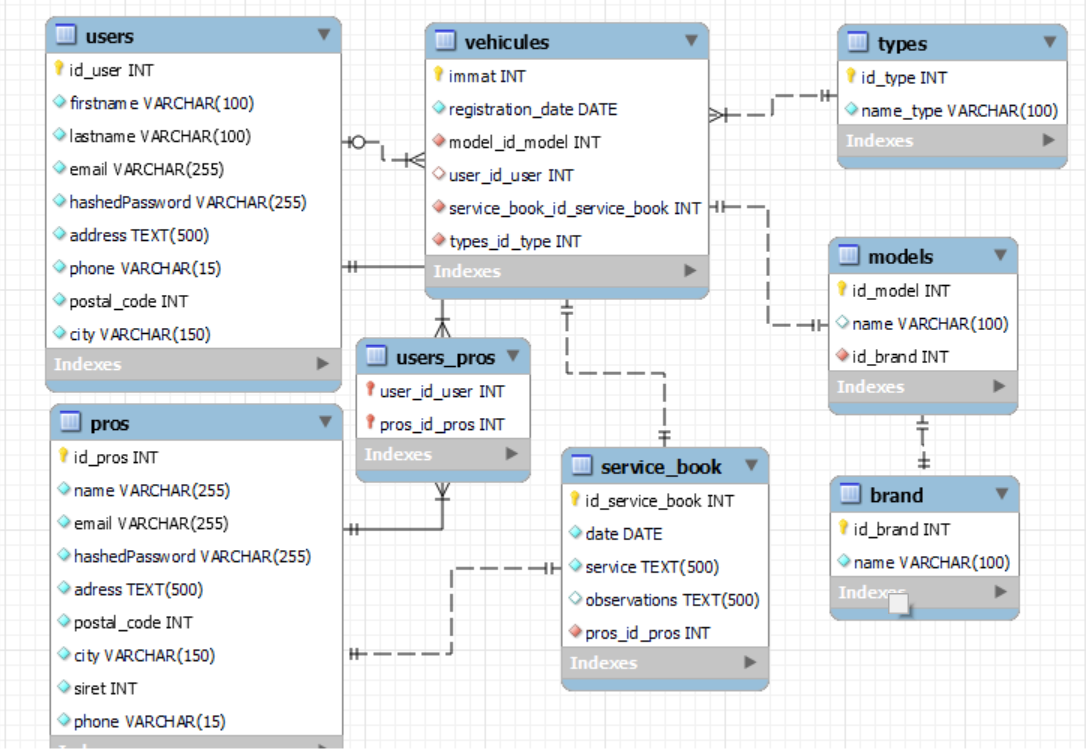 users
id_user INT
firstname VARCHAR(100)
lastname VARCHAR(100)
email VARCHAR(255)
hashedPassword VARCHAR(255)
address TEXT(500)
phone VARCHAR(15)
postal_code INT
city VARCHAR(150)
Indexes
vehicules
immat INT
registration_date DATE
model_id_model INT
user_id_user INT
service_book_id_service_book INT
types_id_type INT
Indexes
types
id_type INT
name_type VARCHAR(100)
Indexes
models
id_model INT
name VARCHAR(100)
id_brand INT
Indexes
users_pros
user_id_user INT
pros_id_pros INT
Indexes
pros
id_pros INT
name VARCHAR(255)
email VARCHAR(255)
hashedPassword VARCHAR(255)
adress TEXT(500)
postal_code INT
city VARCHAR(150)
siret INT
phone VARCHAR(15)
service_book
id_service_book INT
date DATE
service TEXT(500)
observations TEXT(500)
pros_id_pros INT
Indexes
brand
id_brand INT
name VARCHAR(100)
Indexes